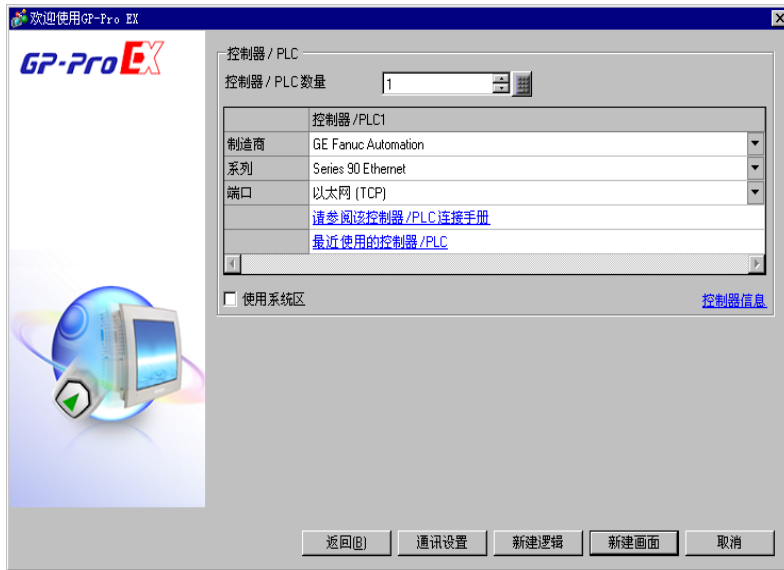 欢迎使用GP-Pro EX
GP-Pro EX
控制器 / PLC
控制器 / PLC数量 1
控制器 /PLC1
制造商 GE Fanuc Automation
系列 Series 90 Ethernet
端口 以太网 (TCP)
请参阅该控制器 /PLC连接手册
最近使用的控制器 /PLC
使用系统区 控制器信息
返回(B) 通讯设置 新建逻辑 新建画面 取消